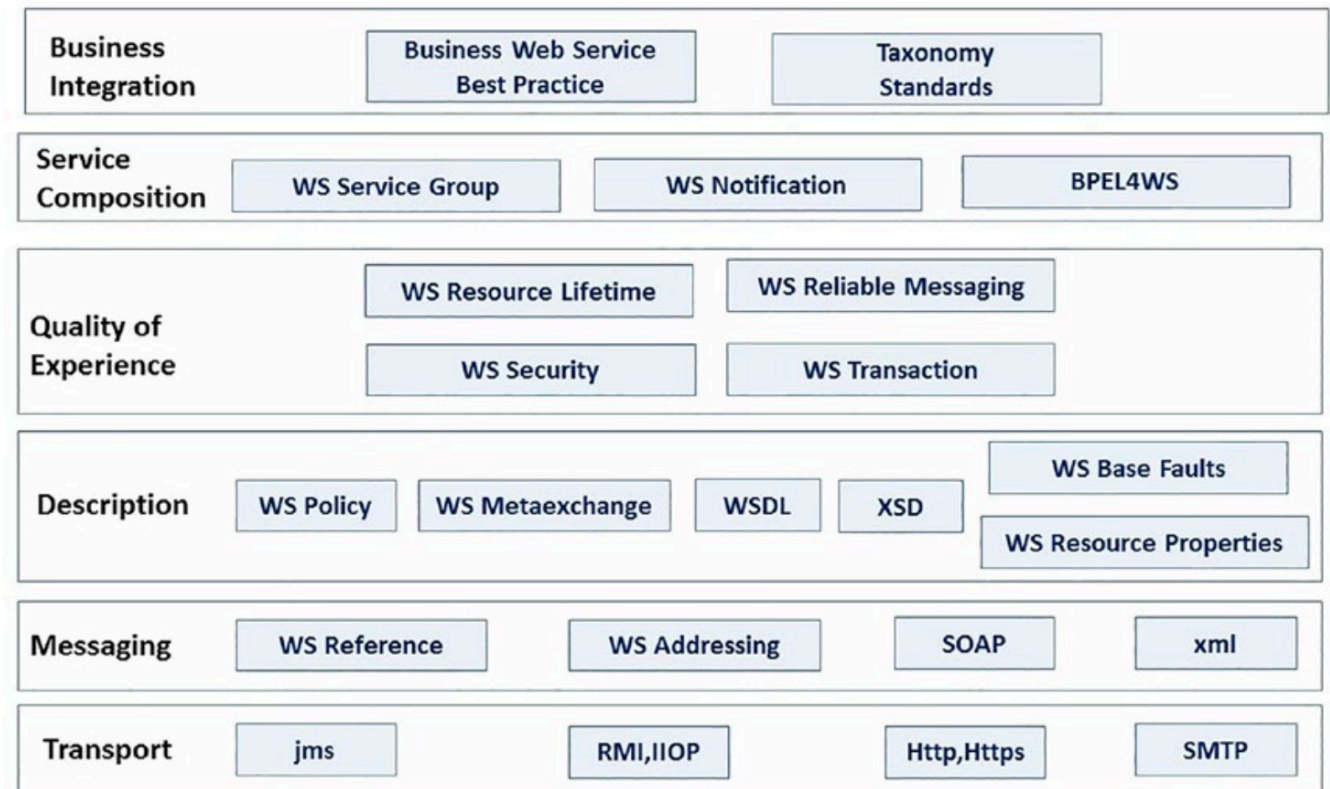 Business
Integration
Business Web Service
Best Practice
Taxonomy
Standards
Service
Composition
WS Service Group
WS Notification
BPEL4WS
Quality of
Experience
WS Resource Lifetime
WS Reliable Messaging
WS Security
WS Transaction
Description
WS Policy
WS Metaexchange
WSDL
XSD
WS Base Faults
WS Resource Properties
Messaging
WS Reference
WS Addressing
SOAP
xml
Transport
jms
RMI,IIOP
Http,Https
SMTP